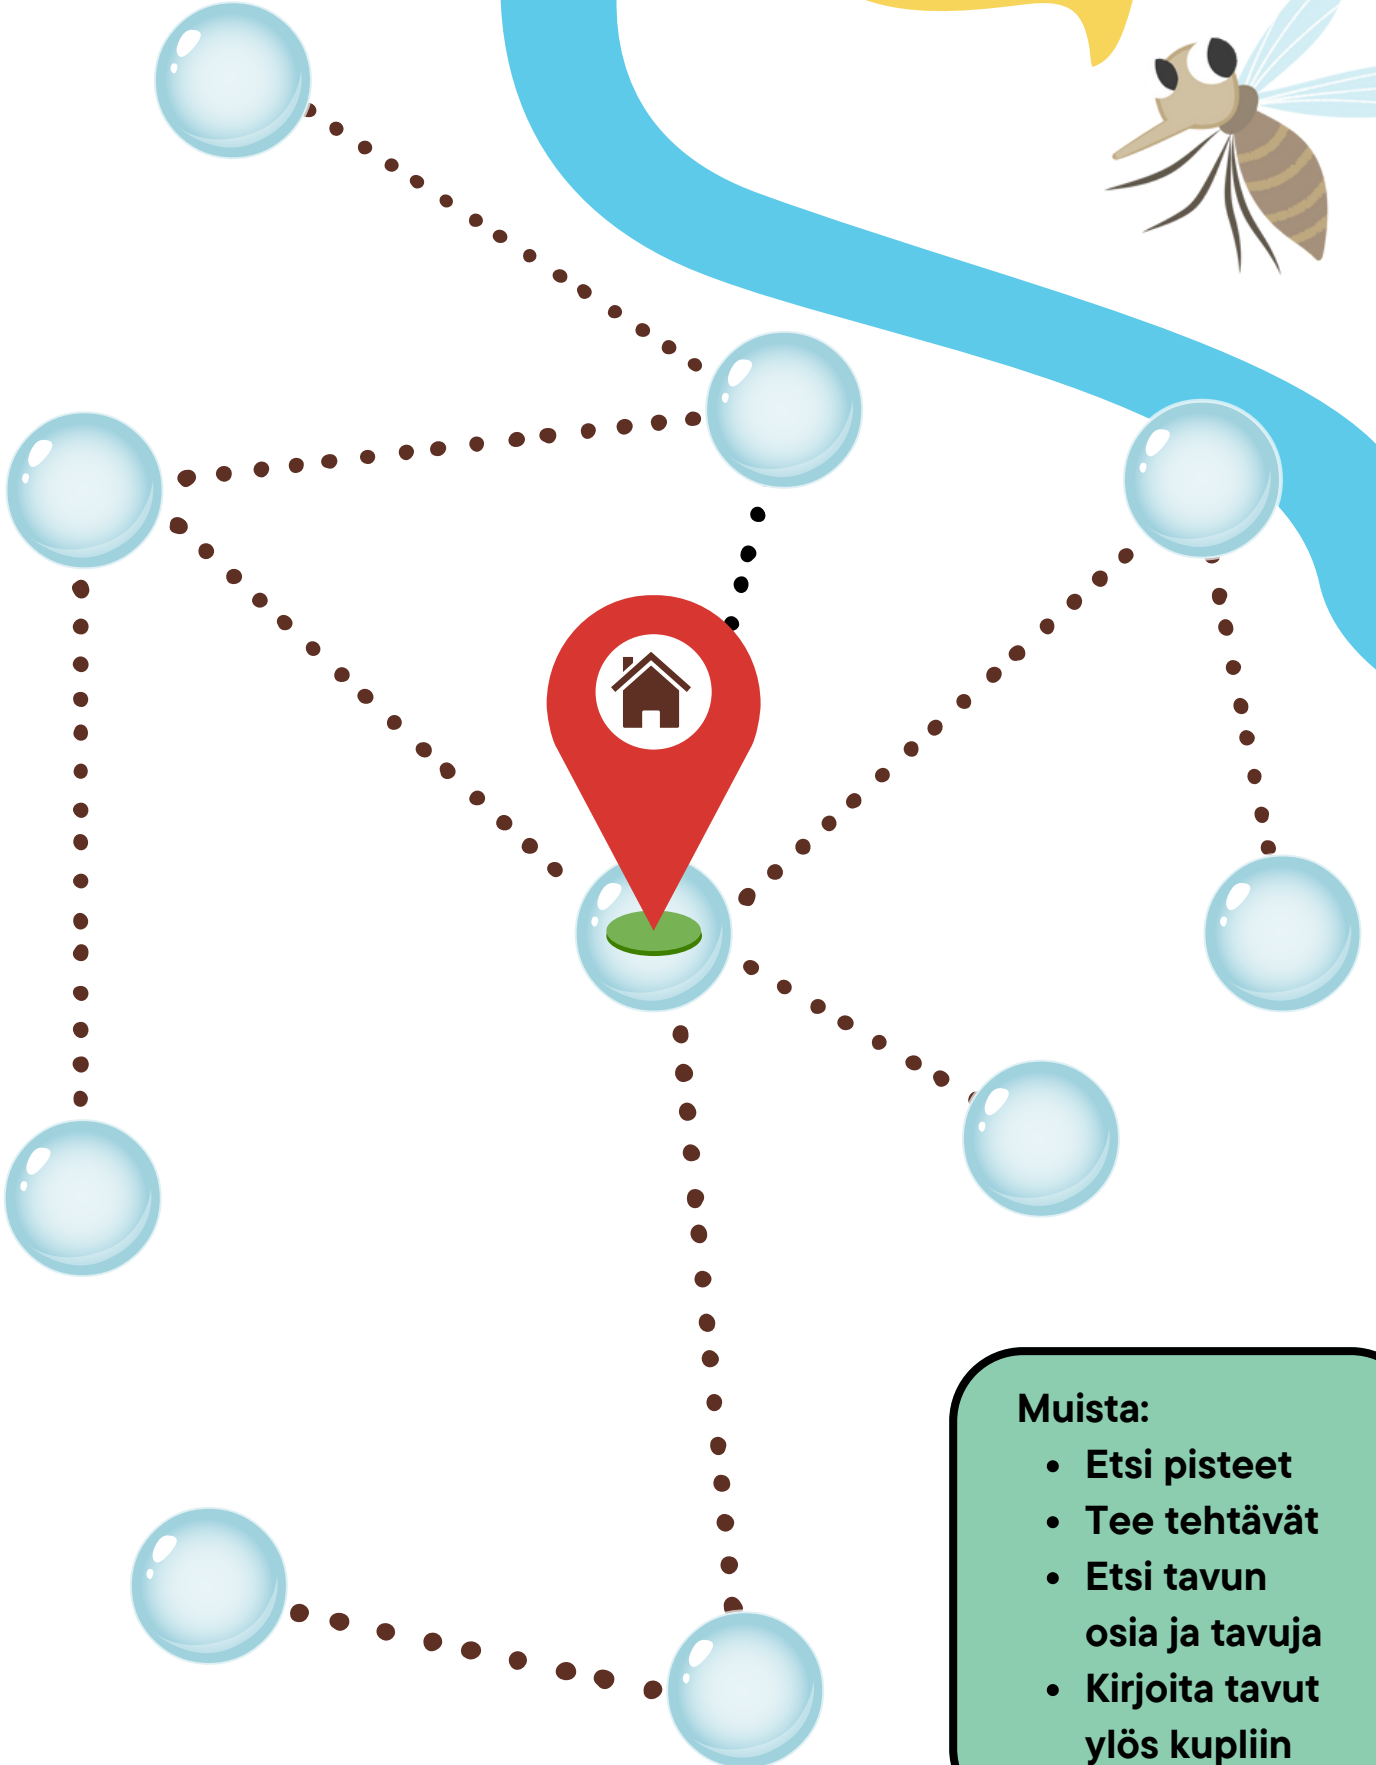 Muista:
• Etsi pisteet
• Tee tehtävät
• Etsi tavun
osia ja tavuja
• Kirjoita tavut
ylös kupliin